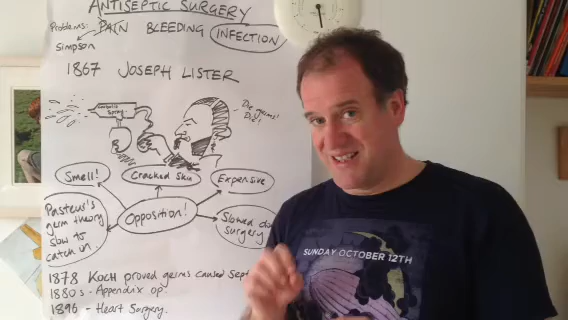 ANTISEPTIC SURGERY
Problems: PAIN BLEEDING INFECTION
Simpson
1867 JOSEPH LISTER
Carbolic
Spray
Die germs!
Die!
Smell!
Cracked Skin
Expensive
Pasteur's
germ theory
slow to
catch in
Opposition!
Slowed do
surgery
1878 KOCH proved germs caused Sept
1880s - Appendix op
1896 - Heart Surgery.
SUNDAY OCTOBER 12TH